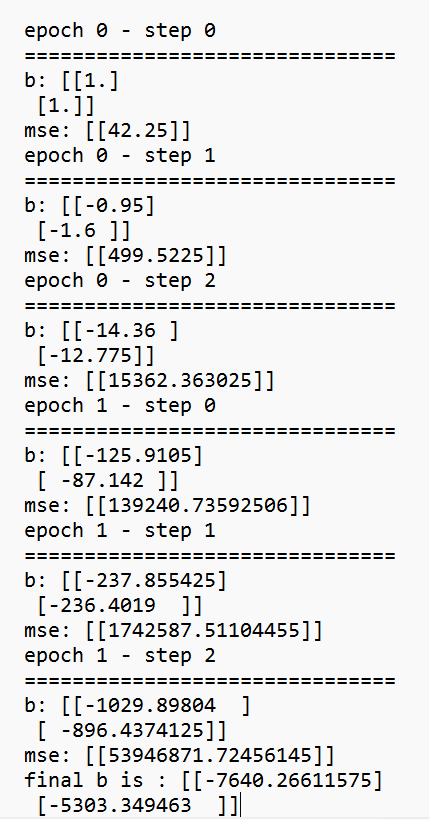 epoch 0 - step 0
===============================
b: [[1.]
 [1.]]
mse: [[42.25]]
epoch 0 - step 1
===============================
b: [[-0.95]
 [-1.6 ]]
mse: [[499.5225]]
epoch 0 - step 2
===============================
b: [[-14.36 ]
 [-12.775]]
mse: [[15362.363025]]
epoch 1 - step 0
===============================
b: [[-125.9105]
 [ -87.142 ]]
mse: [[139240.73592506]]
epoch 1 - step 1
===============================
b: [[-237.855425]
 [-236.4019  ]]
mse: [[1742587.51104455]]
epoch 1 - step 2
===============================
b: [[-1029.89804  ]
 [ -896.4374125]]
mse: [[53946871.72456145]]
final b is : [[-7640.26611575]
 [-5303.349463  ]]